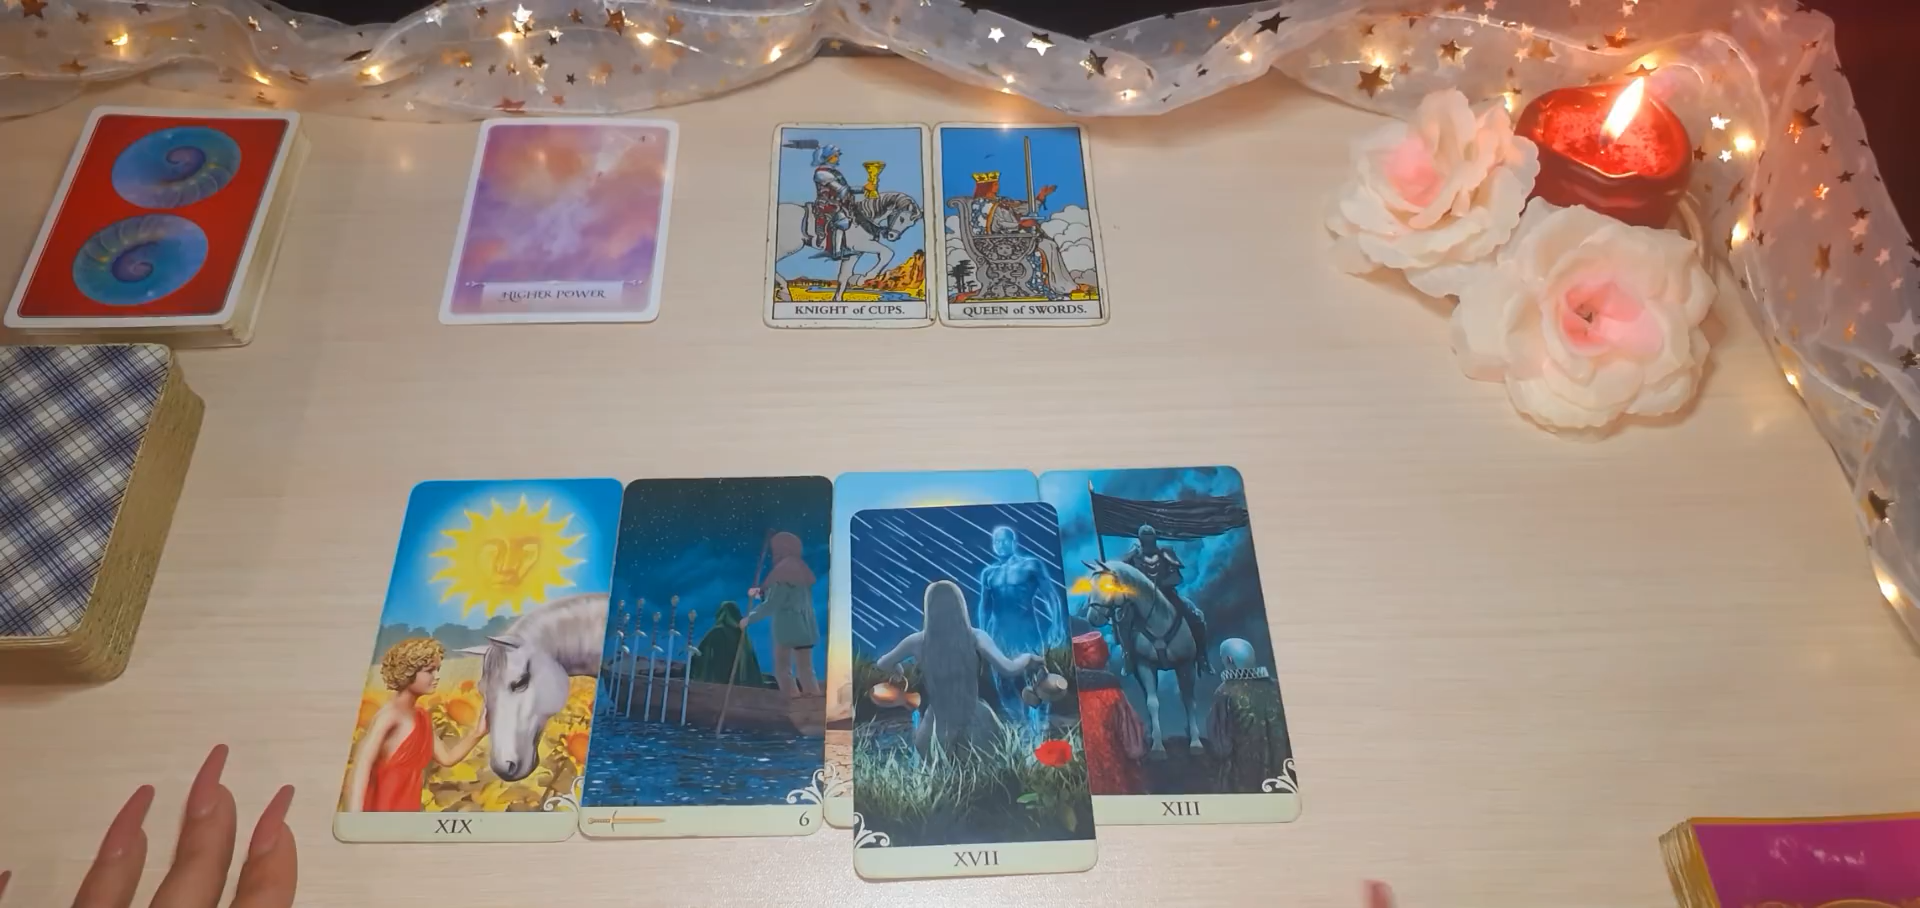 HIGHER POWER
KNIGHT of CUPS.
QUEEN of SWORDS.
XIX
6
XVII
XIII